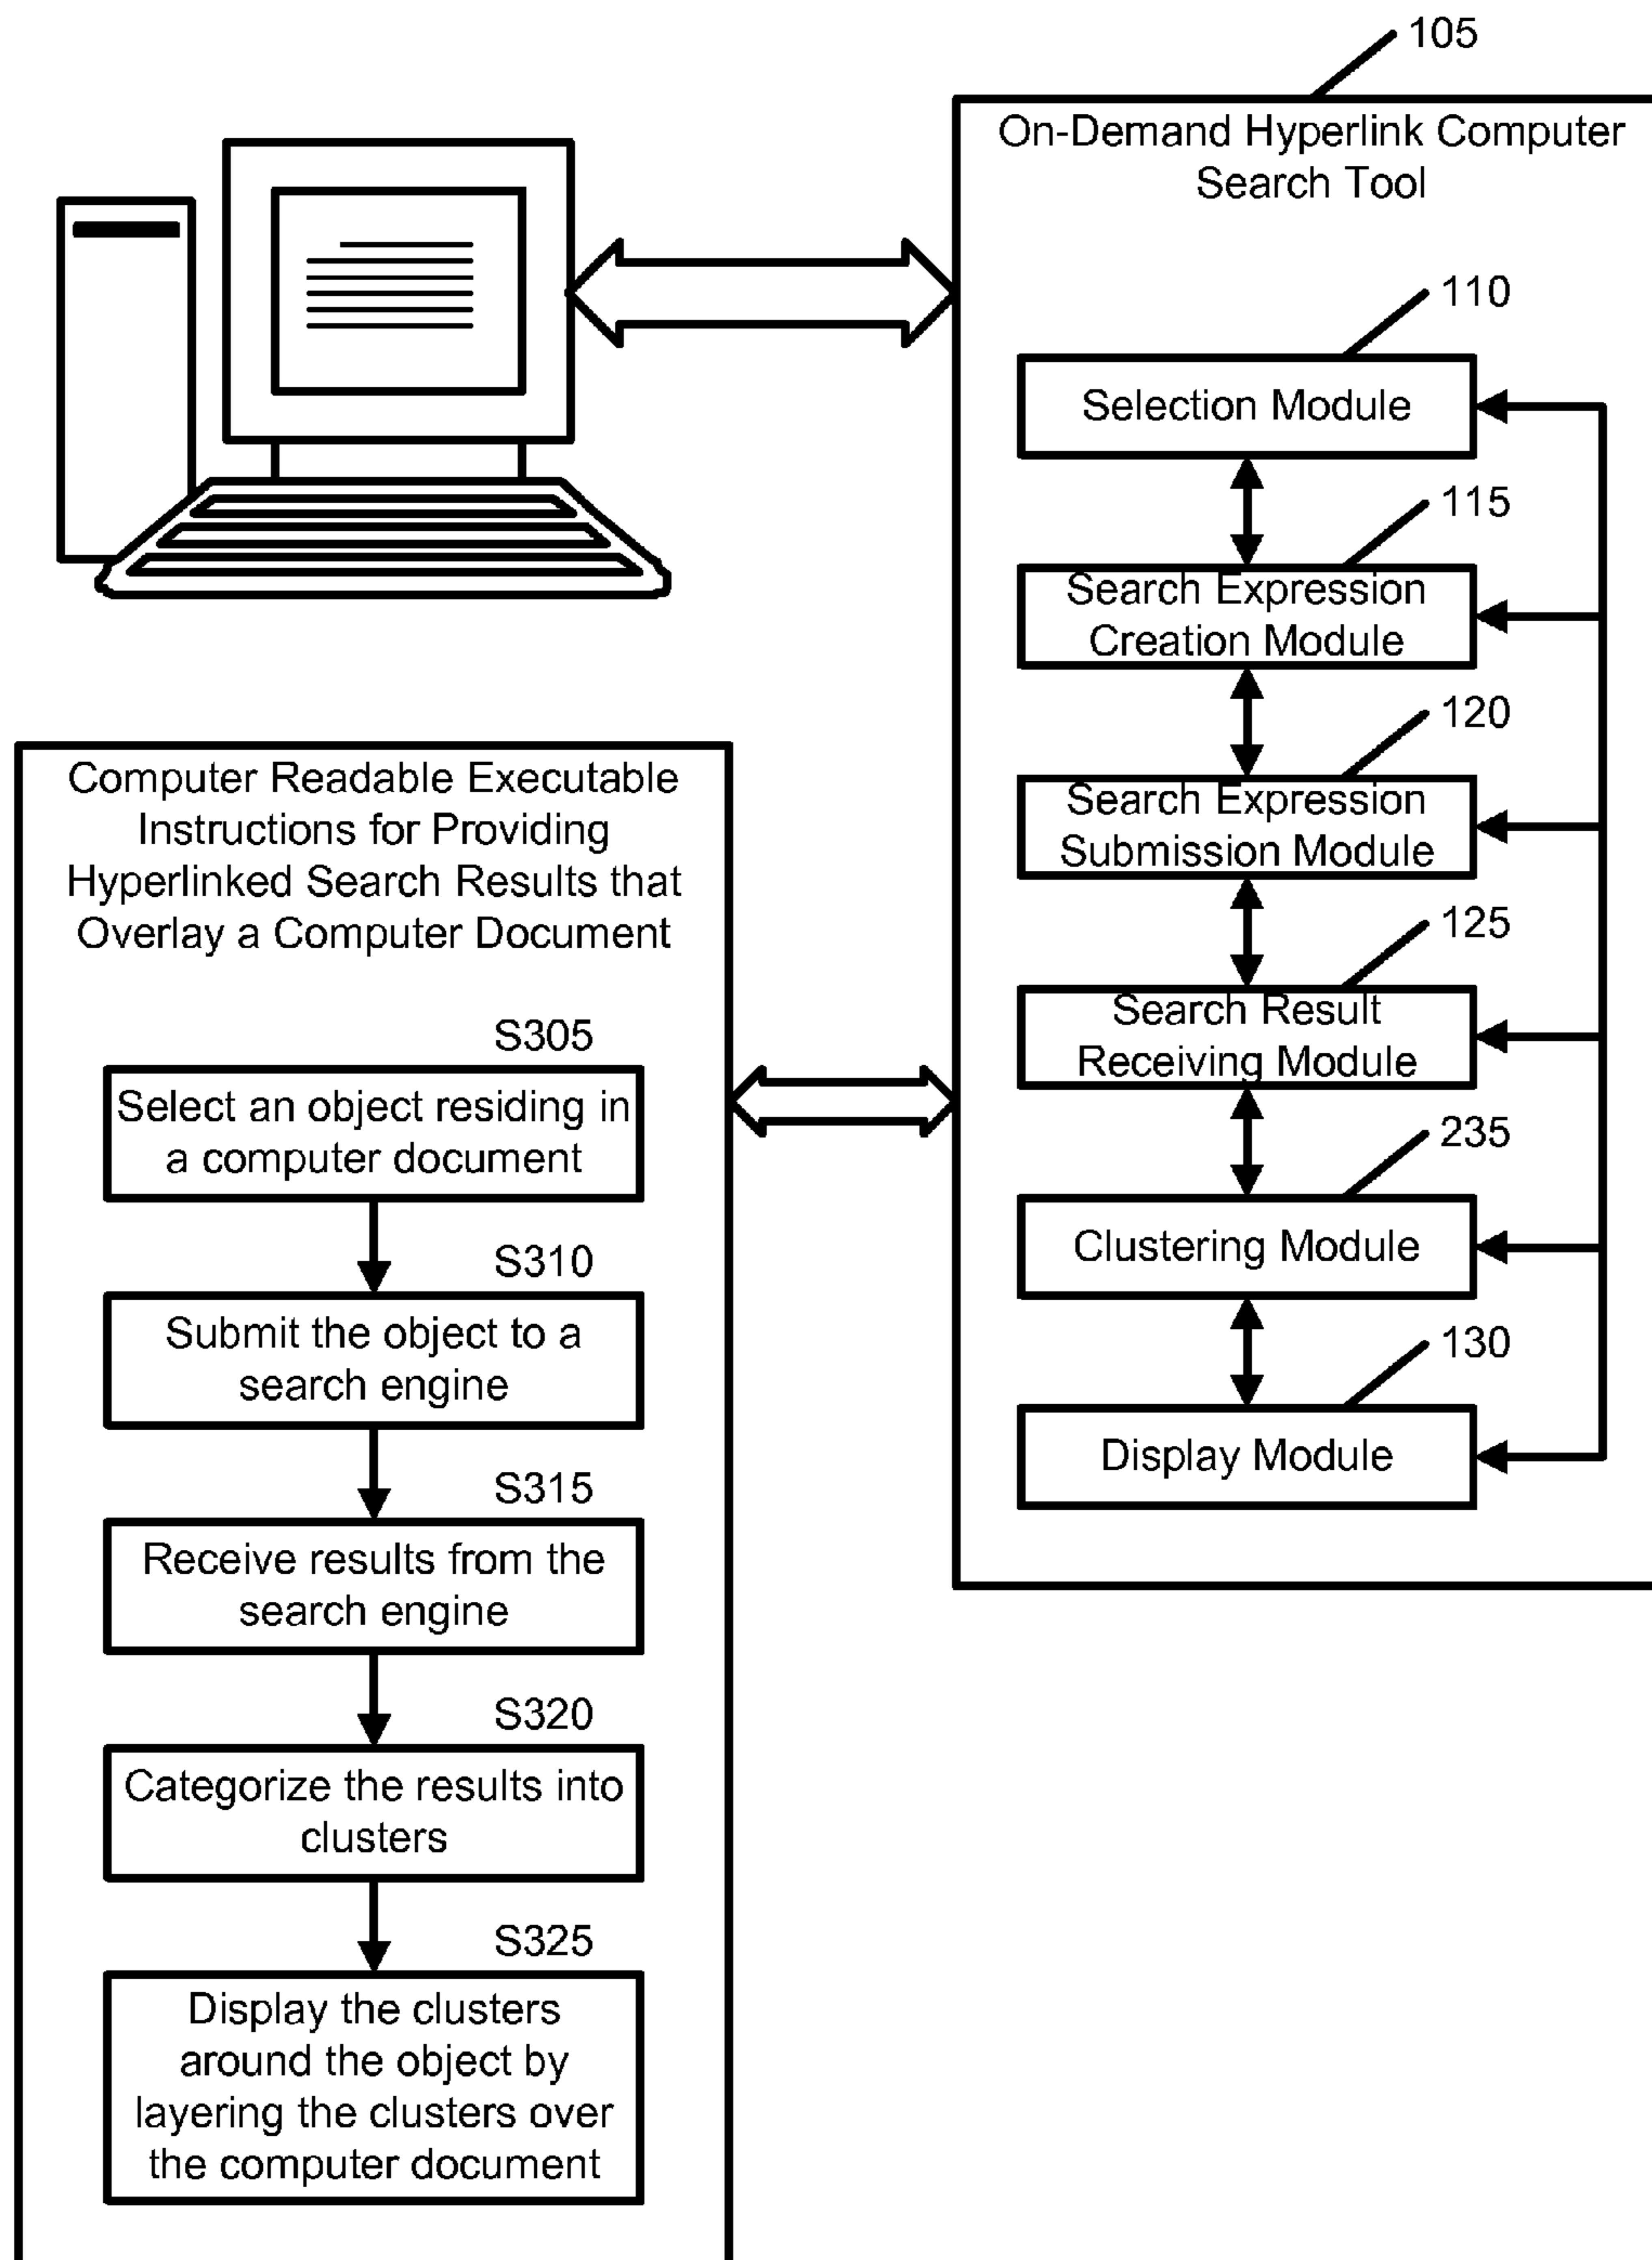 105
On-Demand Hyperlink Computer
Search Tool
110
Selection Module
115
Search Expression
Creation Module
120
Search Expression
Submission Module
125
Search Result
Receiving Module
235
Clustering Module
130
Display Module
Computer Readable Executable
Instructions for Providing
Hyperlinked Search Results that
Overlay a Computer Document
S305
Select an object residing in
a computer document
S310
Submit the object to a
search engine
S315
Receive results from the
search engine
S320
Categorize the results into
clusters
S325
Display the clusters
around the object by
layering the clusters over
the computer document